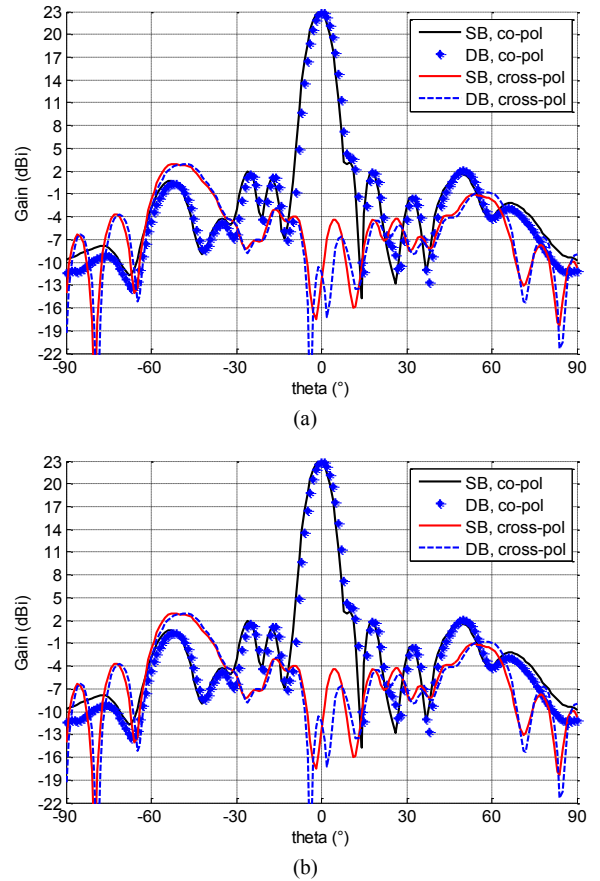 23
20
17
14
11
8
5
2
-1
-4
-7
-10
-13
-16
-19
-22
Gain (dBi)
SB, co-pol
DB, co-pol
SB, cross-pol
DB, cross-pol
-90 -60 -30 0 30 60 90
theta (°)
(a)
23
20
17
14
11
8
5
2
-1
-4
-7
-10
-13
-16
-19
-22
Gain (dBi)
SB, co-pol
DB, co-pol
SB, cross-pol
DB, cross-pol
-90 -60 -30 0 30 60 90
theta (°)
(b)